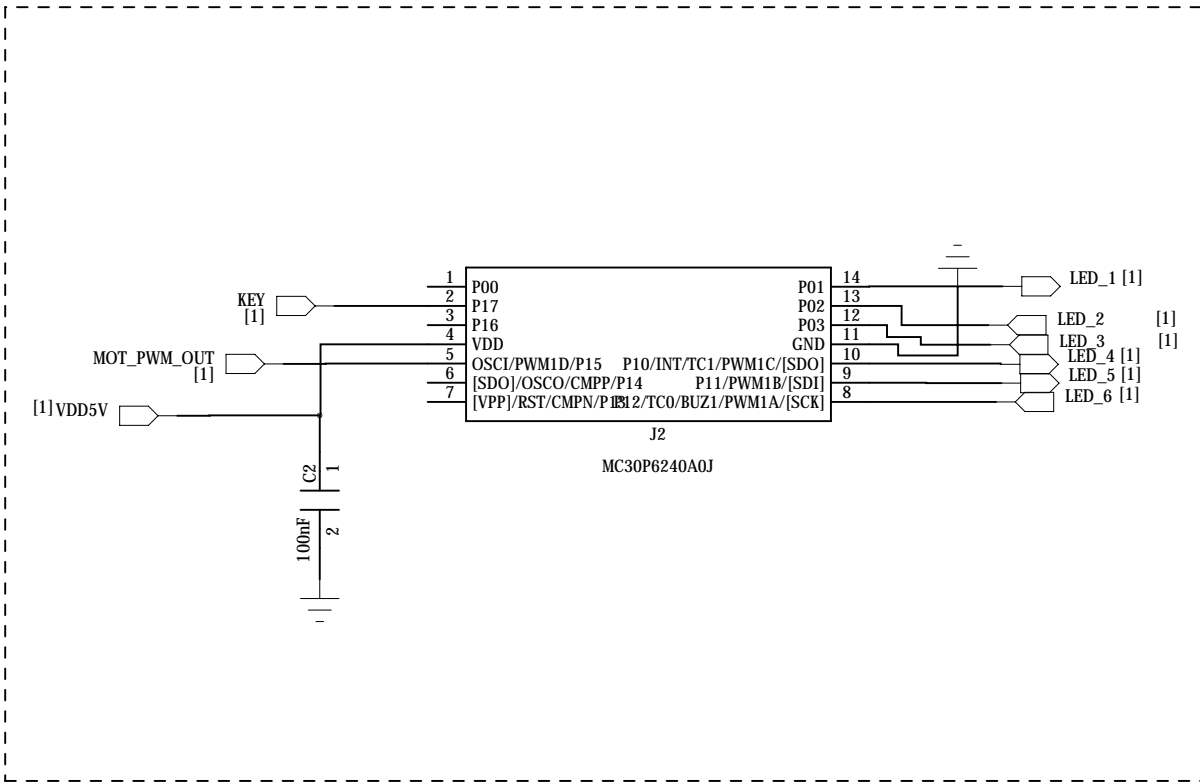 1
P00
P01
14
LED_1 [1]
KEY
[1]
2
P17
P02
13
LED_2
[1]
3
P16
P03
12
LED_3
[1]
4
VDD
GND
11
MOT_PWM_OUT
[1]
5
OSCI/PWM1D/P15
P10/INT/TC1/PWM1C/[SDO]
10
LED_4 [1]
6
[SDO]/OSCO/CMPP/P14
P11/PWM1B/[SDI]
9
LED_5 [1]
[1] VDD5V
7
[VPP]/RST/CMPN/P13
P12/TC0/BUZ1/PWM1A/[SCK]
8
LED_6 [1]
J2
MC30P6240A0J
C2
1
100nF
2